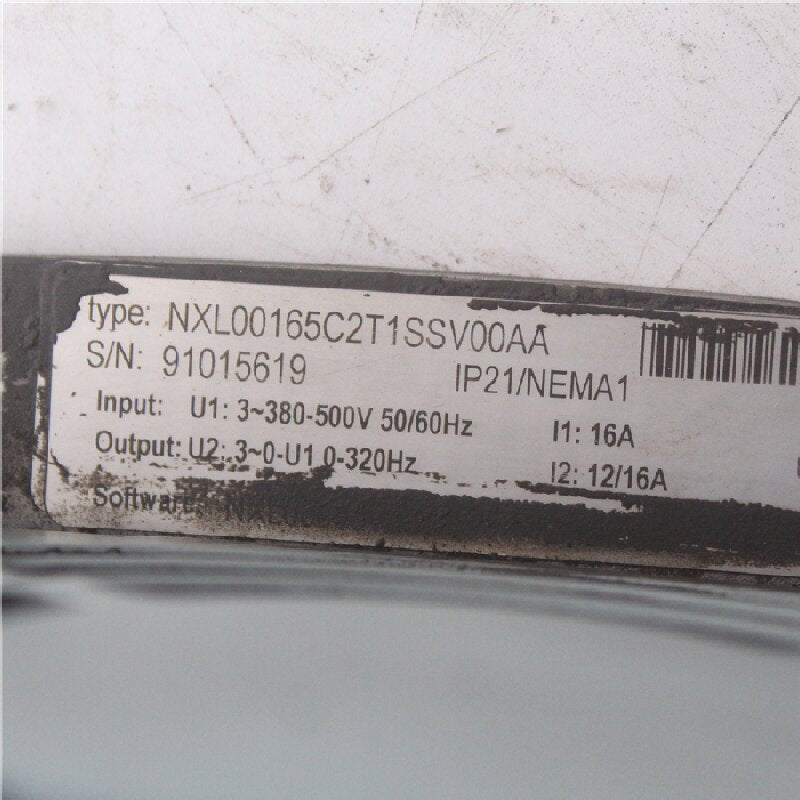 type: NXL00165C2T1SSV00AA
S/N: 91015619
IP21/NEMA1
Input: U1: 3~380-500V 50/60Hz I1: 16A
Output: U2: 3~0-U1 0-320Hz I2: 12/16A
Software: